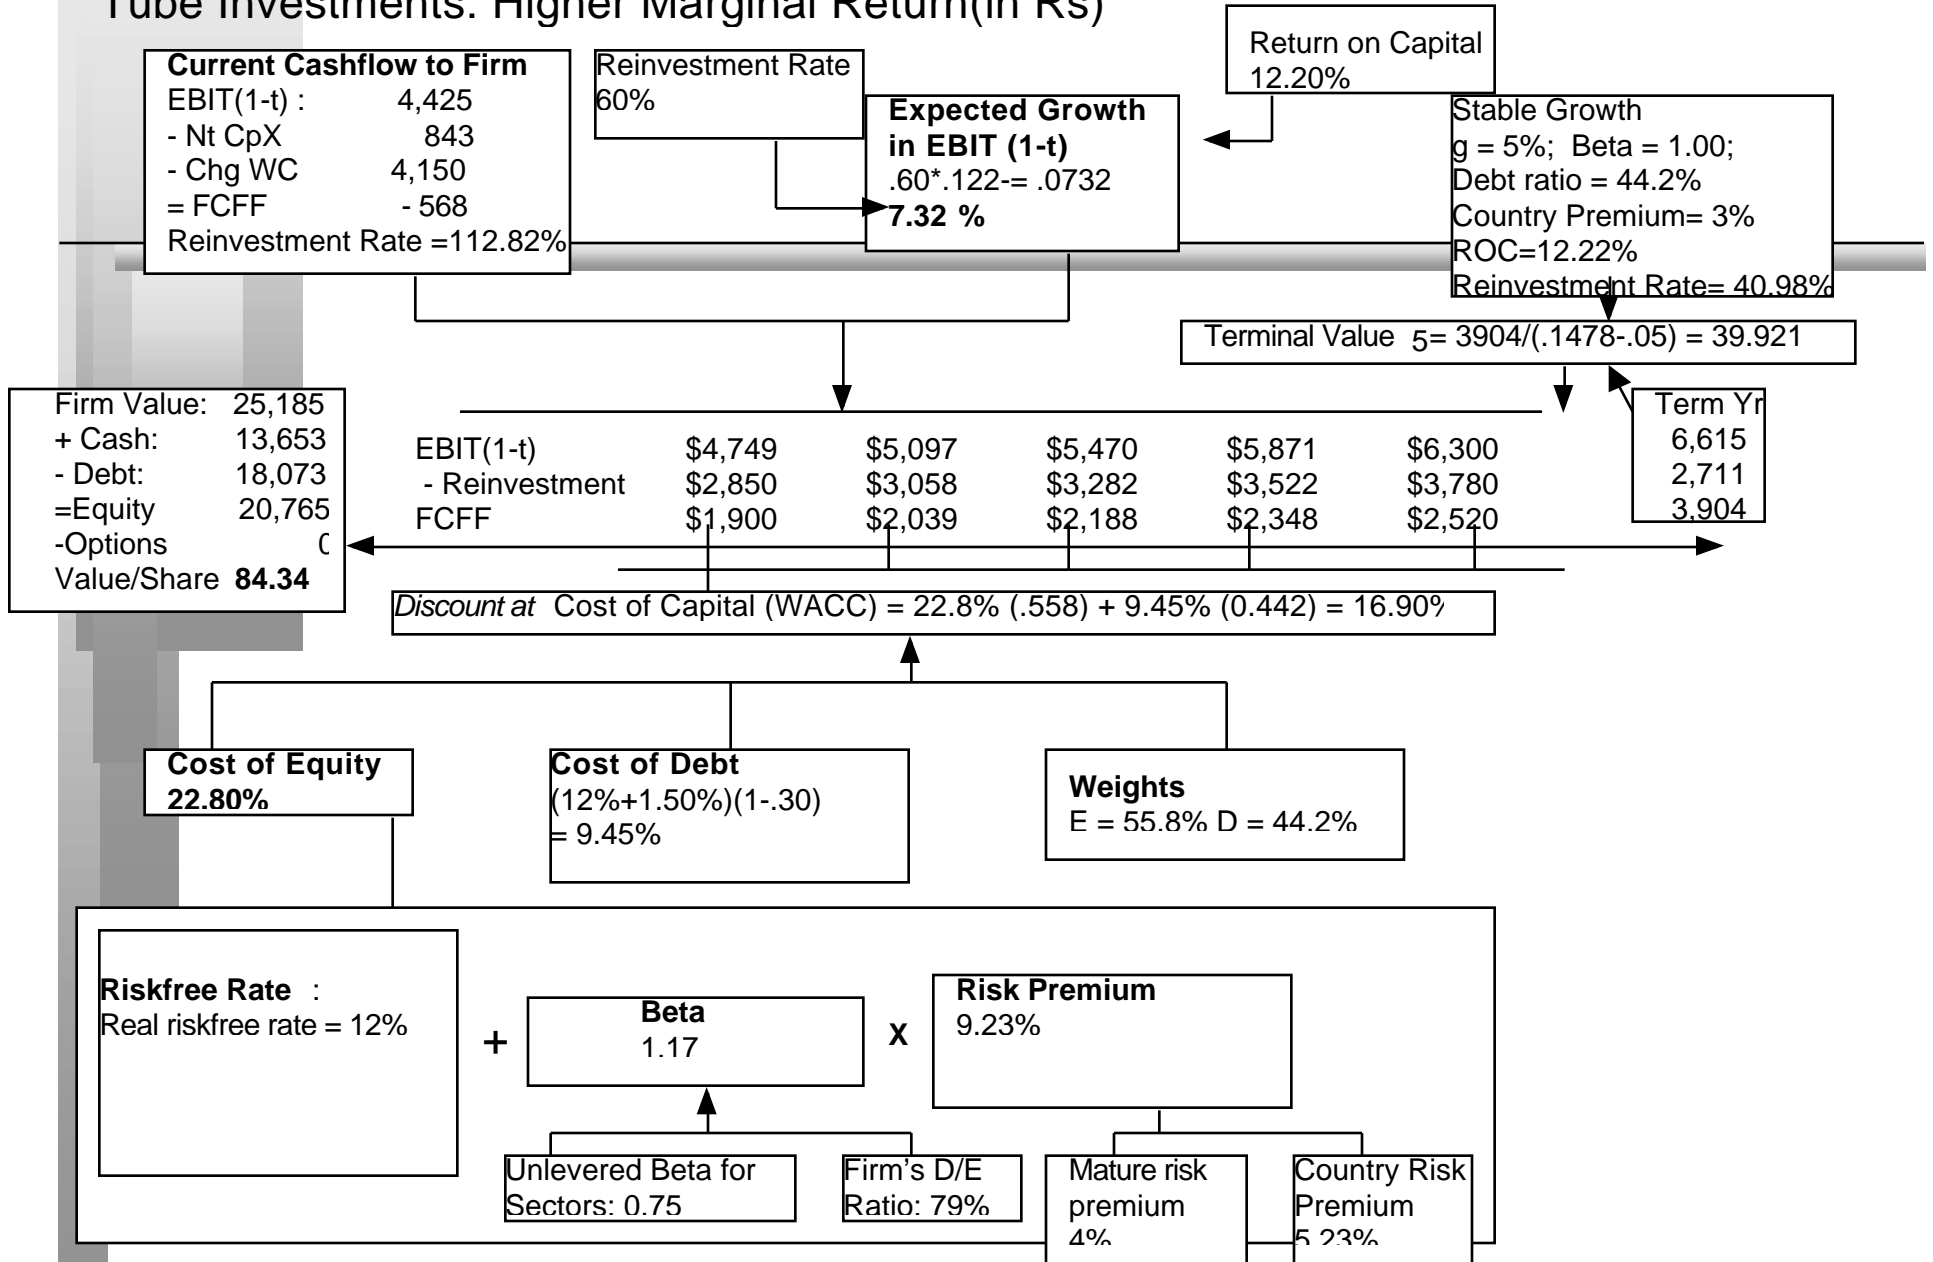 Tube Investments: Higher Marginal Return(in Rs)
Current Cashflow to Firm
EBIT(1-t) : 4,425
- Nt CpX 843
- Chg WC 4,150
= FCFF - 568
Reinvestment Rate =112.82%
Reinvestment Rate
60%
Expected Growth
in EBIT (1-t)
.60*.122-= .0732
7.32 %
Return on Capital
12.20%
Stable Growth
g = 5%; Beta = 1.00;
Debt ratio = 44.2%
Country Premium= 3%
ROC=12.22%
Reinvestment Rate= 40.98%
Terminal Value 5= 3904/(.1478-.05) = 39.921
Firm Value: 25,185
+ Cash: 13,653
- Debt: 18,073
=Equity 20,765
-Options 0
Value/Share 84.34
EBIT(1-t) $4,749 $5,097 $5,470 $5,871 $6,300
- Reinvestment $2,850 $3,058 $3,282 $3,522 $3,780
FCFF $1,900 $2,039 $2,188 $2,348 $2,520
Term Yr
6,615
2,711
3,904
Discount at Cost of Capital (WACC) = 22.8% (.558) + 9.45% (0.442) = 16.90%
Cost of Equity
22.80%
Cost of Debt
(12%+1.50%)(1-.30)
= 9.45%
Weights
E = 55.8% D = 44.2%
Riskfree Rate :
Real riskfree rate = 12%
+
Beta
1.17
X
Risk Premium
9.23%
Unlevered Beta for
Sectors: 0.75
Firm's D/E
Ratio: 79%
Mature risk
premium
4%
Country Risk
Premium
5.23%